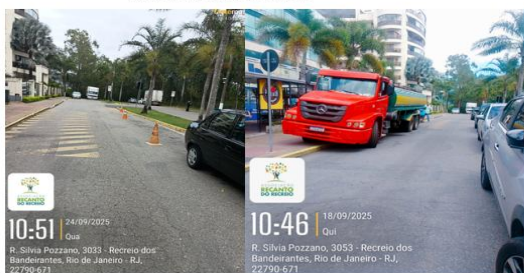 RECANTO
DO RECREIO
10:51
24/09/2025
Qua
R. Silvia Pozzano, 3033 - Recreio dos
Bandeirantes, Rio de Janeiro - RJ,
22790-671
RECANTO
DO RECREIO
10:46
18/09/2025
Qui
R. Silvia Pozzano, 3053 - Recreio dos
Bandeirantes, Rio de Janeiro - RJ,
22790-671